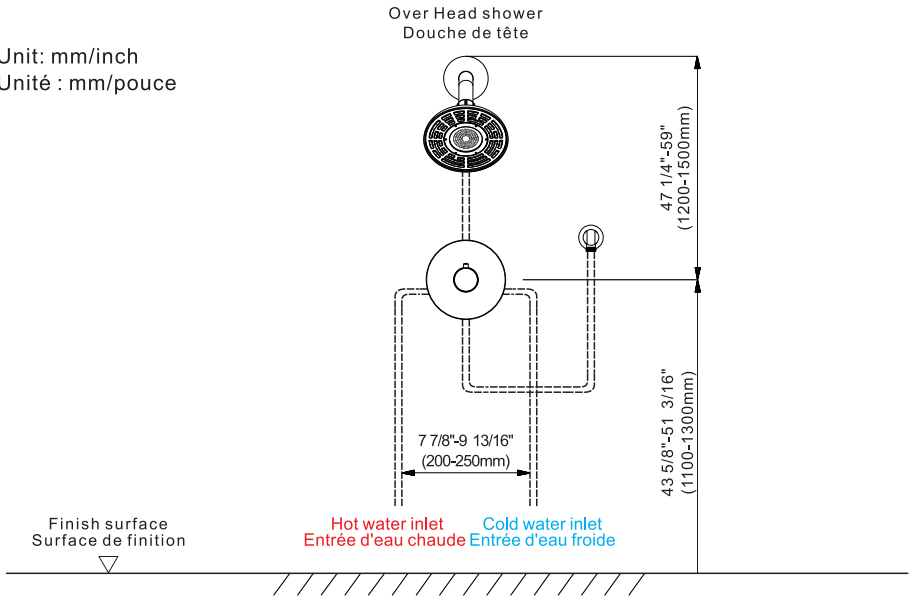 Over Head shower
Douche de tête
Unit: mm/inch
Unité : mm/pouce
47 1/4"-59"
(1200-1500mm)
43 5/8"-51 3/16"
(1100-1300mm)
7 7/8"-9 13/16"
(200-250mm)
Hot water inlet
Entrée d'eau chaude
Cold water inlet
Entrée d'eau froide
Finish surface
Surface de finition